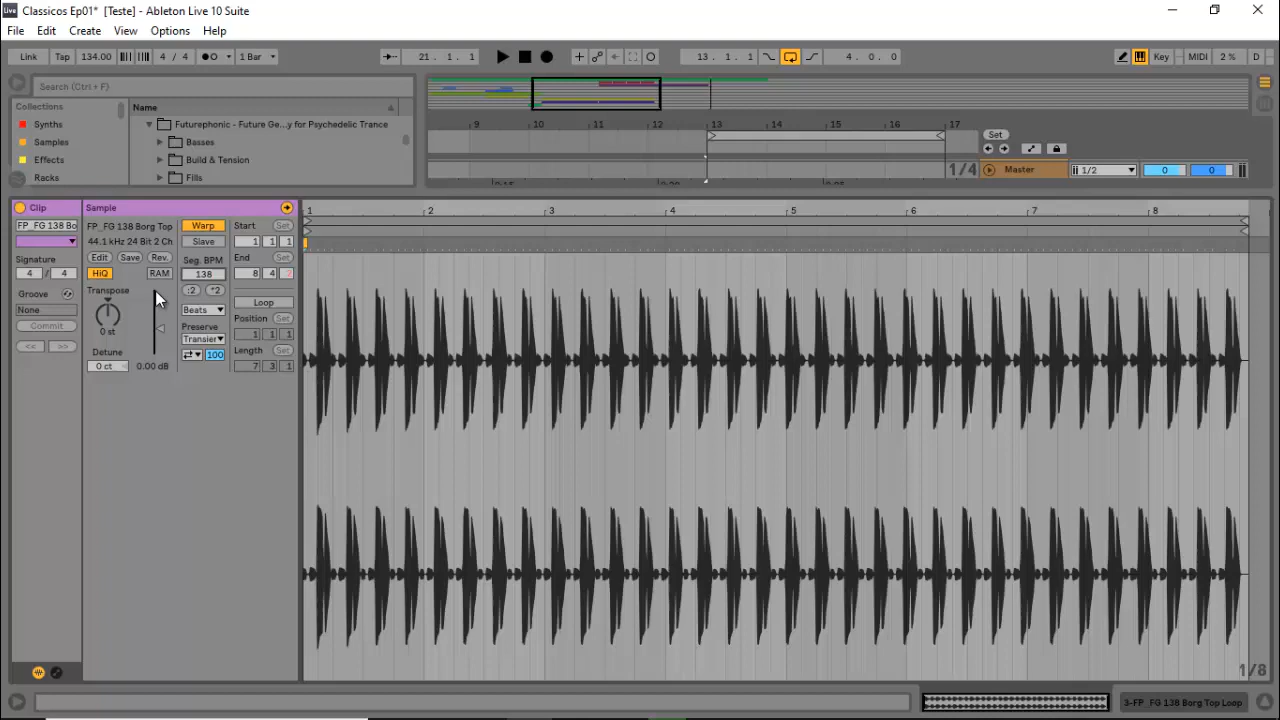 Live Classicos Ep01* [Teste] - Ableton Live 10 Suite
File Edit Create View Options Help
Link Tap 134.00 4 / 4 1 Bar 21. 1. 1 13. 1. 1 4. 0. 0 Key MIDI 2 % D
Search (Ctrl + F)
Collections
Synths
Samples
Effects
Racks
Name
Futurephonic - Future Ge...y for Psychedelic Trance
Basses
Build & Tension
Fills
9 10 11 12 13 14 15 16 17
Set
1/4
Master
1/2
0 0
Clip
FP_FG 138 Bo
Signature
4 / 4
Groove
None
Commit
<< >>
Sample
FP_FG 138 Borg Top
44.1 kHz 24 Bit 2 Ch
Edit Save Rev.
HiQ RAM
Transpose
0 st
Detune
0 ct 0.00 dB
Warp
Slave
Seg. BPM
138
:2 *2
Beats
Preserve
Transier
100
Start Set
1 1 1
End Set
8 4 2
Loop
Position Set
1 1 1
Length Set
7 3 1
1 2 3 4 5 6 7 8
1/8
3-FP_FG 138 Borg Top Loop